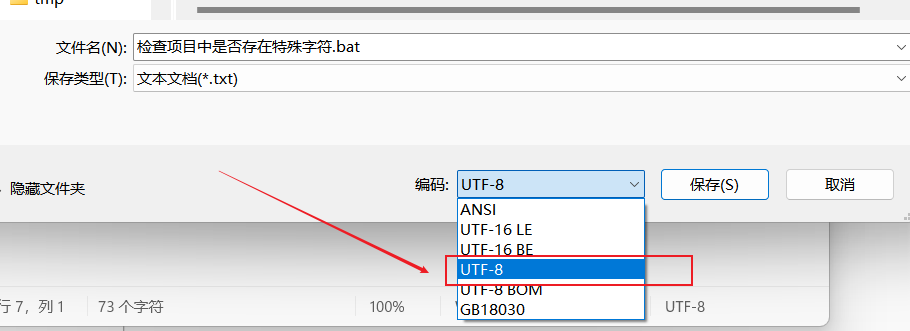 tmp
文件名(N): 检查项目中是否存在特殊字符.bat
保存类型(T): 文本文档(*.txt)
隐藏文件夹
编码: UTF-8 保存(S) 取消
ANSI
UTF-16 LE
UTF-16 BE
UTF-8
UTF-8 BOM
GB18030
行 7，列 1 73 个字符 100% UTF-8